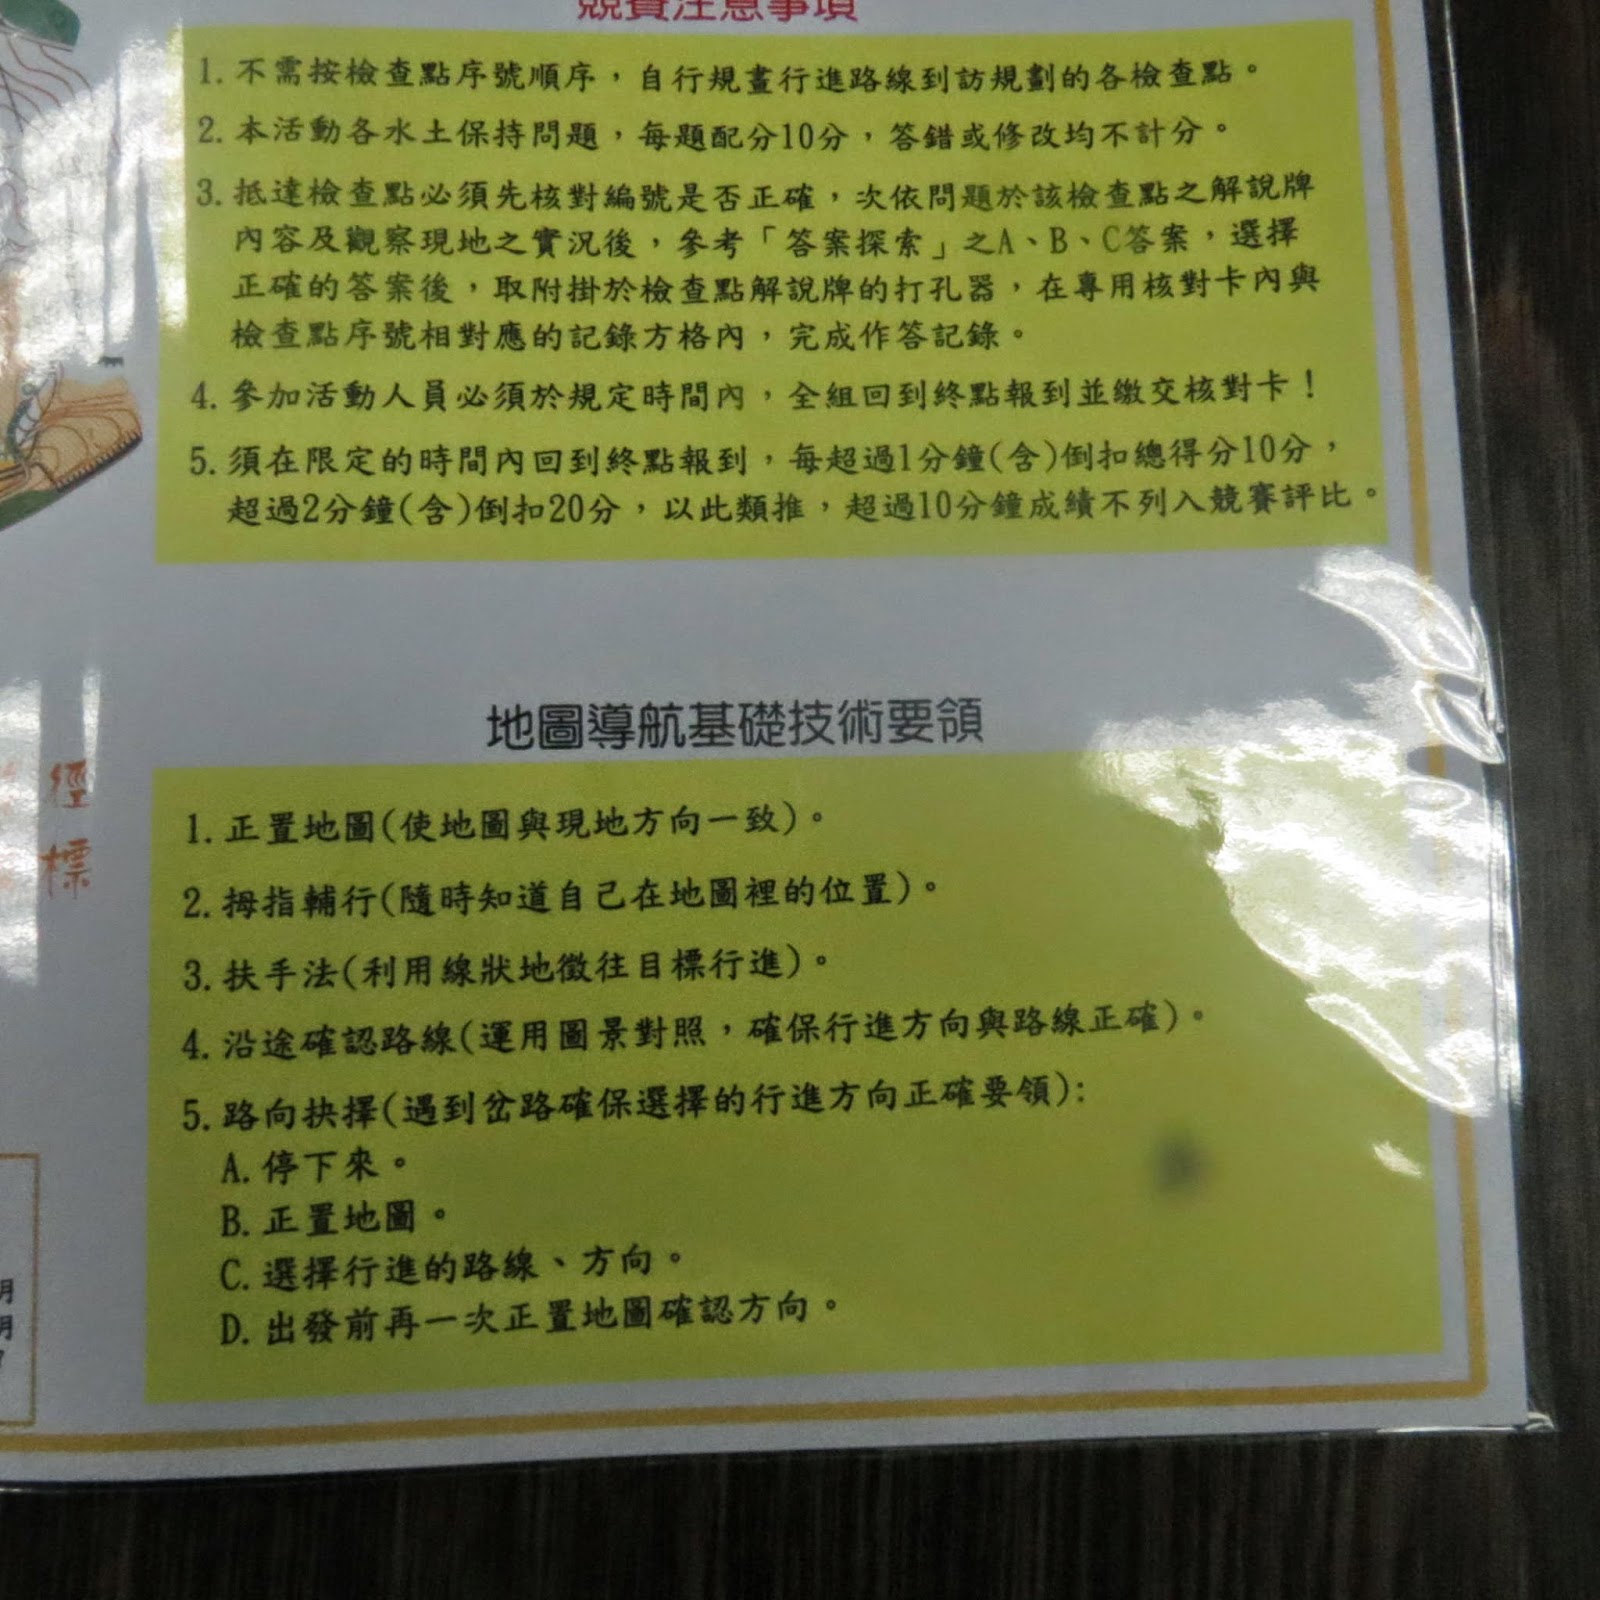 競賽注意事項
1. 不需按檢查點序號順序，自行規畫行進路線到訪規劃的各檢查點。
2. 本活動各水土保持問題，每題配分10分，答錯或修改均不計分。
3. 抵達檢查點必須先核對編號是否正確，次依問題於該檢查點之解說牌
內容及觀察現地之實況後，參考「答案探索」之A、B、C答案，選擇
正確的答案後，取附掛於檢查點解說牌的打孔器，在專用核對卡內與
檢查點序號相對應的記錄方格內，完成作答記錄。
4. 參加活動人員必須於規定時間內，全組回到終點報到並繳交核對卡！
5. 須在限定的時間內回到終點報到，每超過1分鐘(含)倒扣總得分10分，
超過2分鐘(含)倒扣20分，以此類推，超過10分鐘成績不列入競賽評比。
地圖導航基礎技術要領
1. 正置地圖(使地圖與現地方向一致)。
2. 拇指輔行(隨時知道自己在地圖裡的位置)。
3. 扶手法(利用線狀地徵往目標行進)。
4. 沿途確認路線(運用圖景對照，確保行進方向與路線正確)。
5. 路向抉擇(遇到岔路確保選擇的行進方向正確要領):
A. 停下來。
B. 正置地圖。
C. 選擇行進的路線、方向。
D. 出發前再一次正置地圖確認方向。
徑
標
明
明